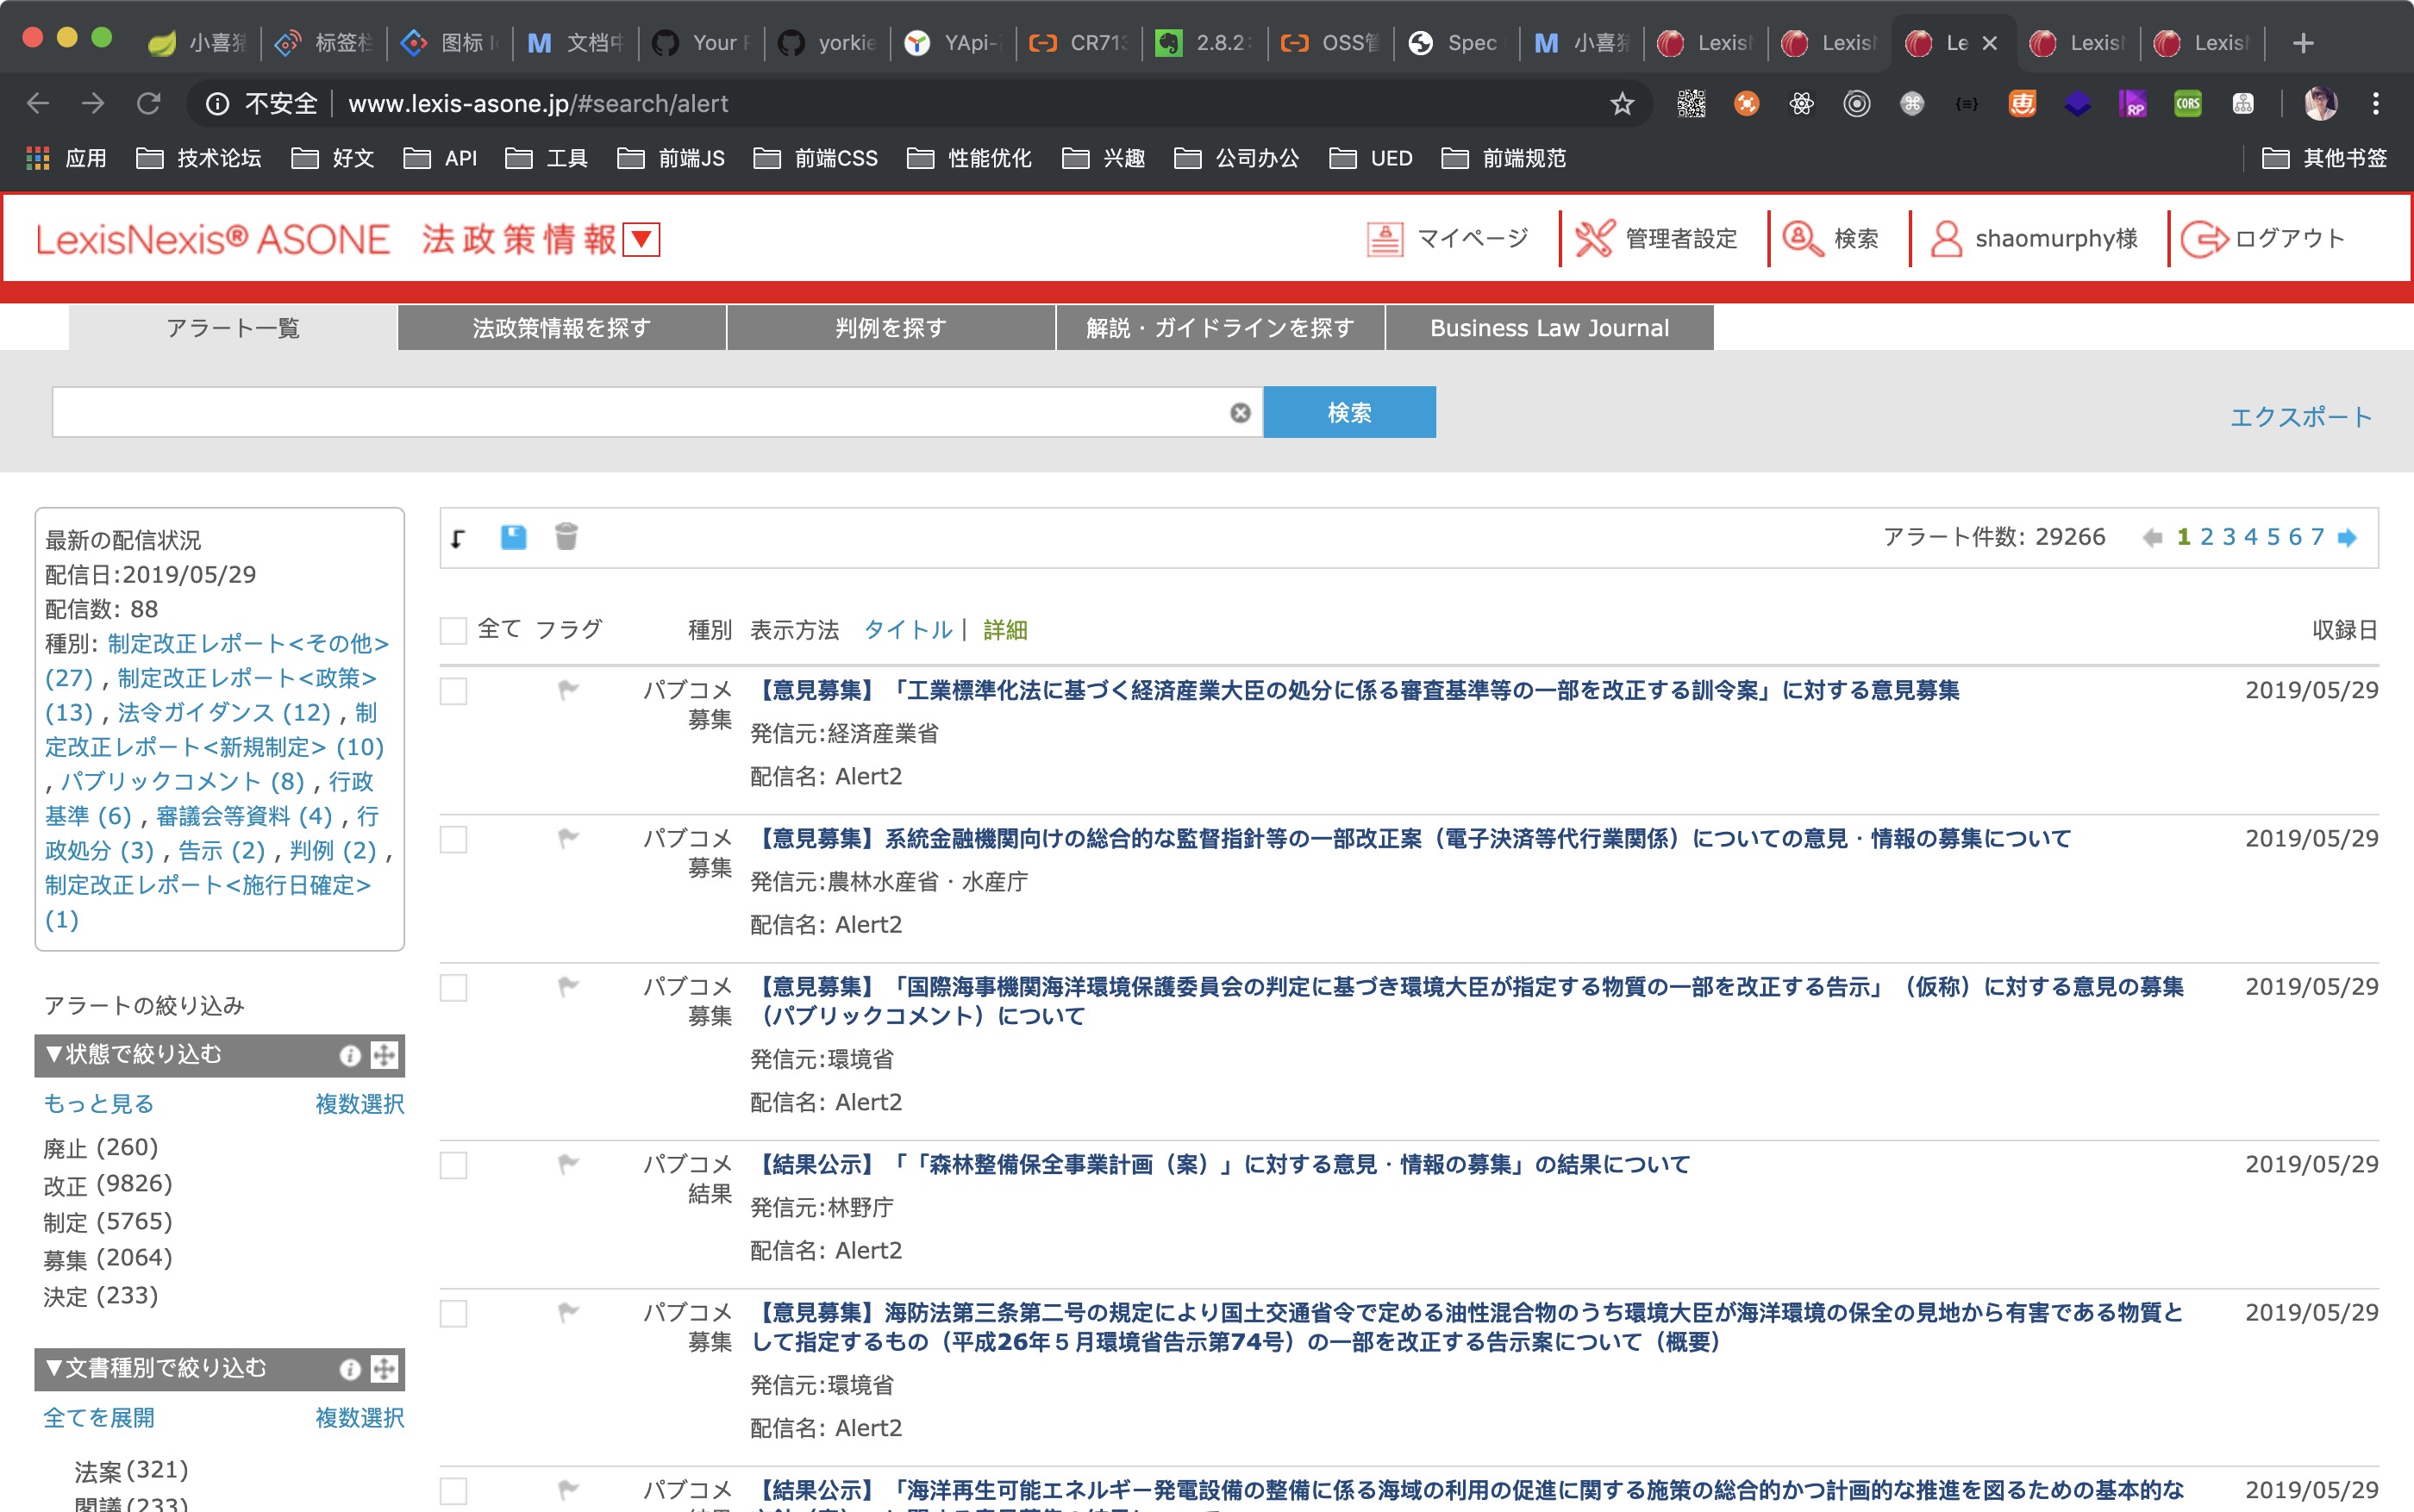 小喜猪
标签栏
图标
文档中
Your
yorkie
YApi-
CR713
2.8.2
OSS管
Spec
小喜猪
Lexis
Lexis
Le
Lexis
Lexis
不安全 www.lexis-asone.jp/#search/alert
应用 技术论坛 好文 API 工具 前端JS 前端CSS 性能优化 兴趣 公司办公 UED 前端规范 其他书签
LexisNexis® ASONE 法政策情報▼ マイページ 管理者設定 検索 shaomurphy様 ログアウト
アラート一覧 法政策情報を探す 判例を探す 解説・ガイドラインを探す Business Law Journal
検索 エクスポート
最新の配信状況
配信日:2019/05/29
配信数: 88
種別: 制定改正レポート<その他>
(27) , 制定改正レポート<政策>
(13) , 法令ガイダンス (12) , 制
定改正レポート<新規制定> (10)
, パブリックコメント (8) , 行政
基準 (6) , 審議会等資料 (4) , 行
政処分 (3) , 告示 (2) , 判例 (2) ,
制定改正レポート<施行日確定>
(1)
アラートの絞り込み
▼状態で絞り込む
もっと見る 複数選択
廃止 (260)
改正 (9826)
制定 (5765)
募集 (2064)
決定 (233)
▼文書種別で絞り込む
全てを展開 複数選択
法案 (321)
閣議 (233)
アラート件数: 29266 1 2 3 4 5 6 7
全て フラグ 種別 表示方法 タイトル | 詳細 収録日
パブコメ 【意見募集】「工業標準化法に基づく経済産業大臣の処分に係る審査基準等の一部を改正する訓令案」に対する意見募集 2019/05/29
募集
発信元:経済産業省
配信名: Alert2
パブコメ 【意見募集】系統金融機関向けの総合的な監督指針等の一部改正案（電子決済等代行業関係）についての意見・情報の募集について 2019/05/29
募集
発信元:農林水産省・水産庁
配信名: Alert2
パブコメ 【意見募集】「国際海事機関海洋環境保護委員会の判定に基づき環境大臣が指定する物質の一部を改正する告示」（仮称）に対する意見の募集 2019/05/29
募集 （パブリックコメント）について
発信元:環境省
配信名: Alert2
パブコメ 【結果公示】「「森林整備保全事業計画（案）」に対する意見・情報の募集」の結果について 2019/05/29
結果
発信元:林野庁
配信名: Alert2
パブコメ 【意見募集】海防法第三条第二号の規定により国土交通省令で定める油性混合物のうち環境大臣が海洋環境の保全の見地から有害である物質と 2019/05/29
募集 して指定するもの（平成26年５月環境省告示第74号）の一部を改正する告示案について（概要）
発信元:環境省
配信名: Alert2
パブコメ 【結果公示】「海洋再生可能エネルギー発電設備の整備に係る海域の利用の促進に関する施策の総合的かつ計画的な推進を図るための基本的な 2019/05/29